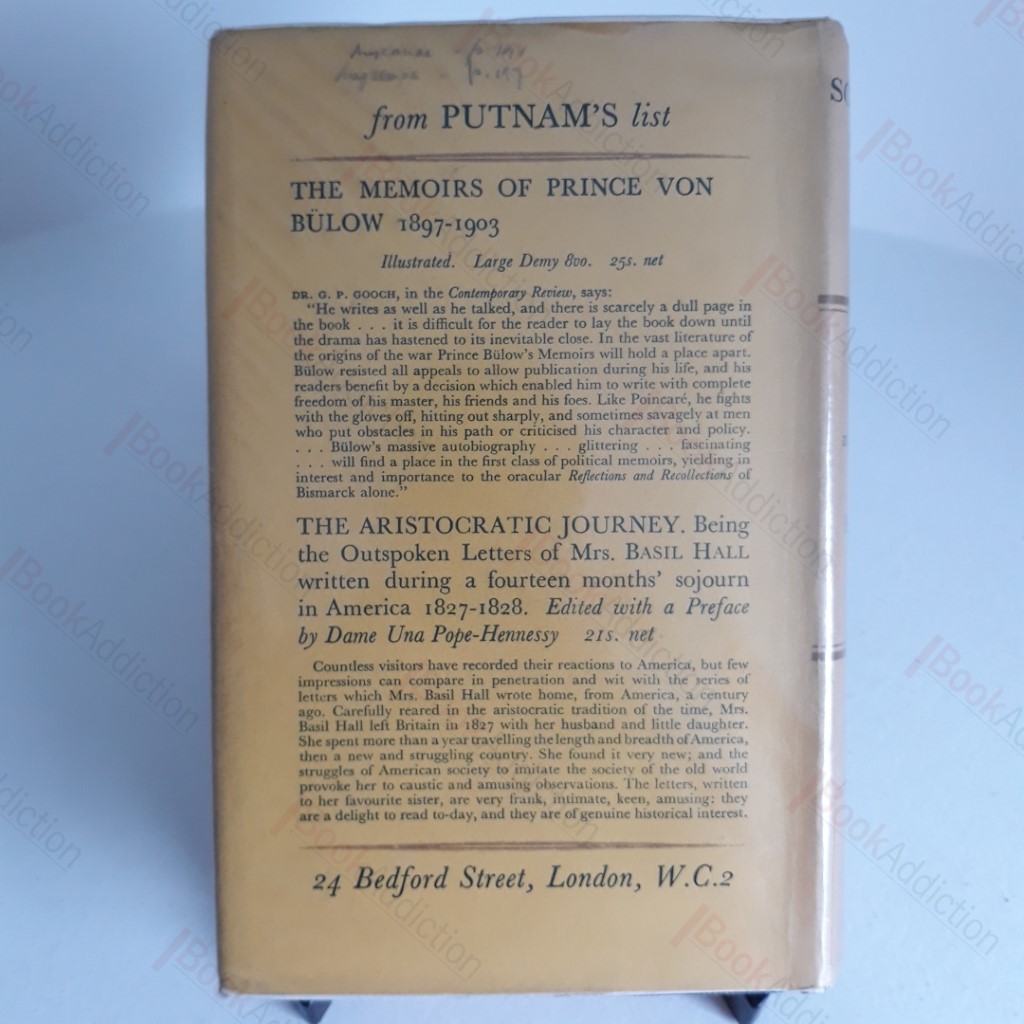 p. 197
from PUTNAM'S list
THE MEMOIRS OF PRINCE VON
BÜLOW 1897-1903
Illustrated. Large Demy 8vo. 25s. net
DR. G. P. GOOCH, in the Contemporary Review, says:
"He writes as well as he talked, and there is scarcely a dull page in
the book . . . it is difficult for the reader to lay the book down until
the drama has hastened to its inevitable close. In the vast literature of
the origins of the war Prince Bülow's Memoirs will hold a place apart.
Bülow resisted all appeals to allow publication during his life, and his
readers benefit by a decision which enabled him to write with complete
freedom of his master, his friends and his foes. Like Poincaré, he fights
with the gloves off, hitting out sharply, and sometimes savagely at men
who put obstacles in his path or criticised his character and policy.
. . . Bülow's massive autobiography . . . glittering . . . fascinating
. . . will find a place in the first class of political memoirs, yielding in
interest and importance to the oracular Reflections and Recollections of
Bismarck alone."
THE ARISTOCRATIC JOURNEY. Being
the Outspoken Letters of Mrs. BASIL HALL
written during a fourteen months' sojourn
in America 1827-1828. Edited with a Preface
by Dame Una Pope-Hennessy 21s. net
Countless visitors have recorded their reactions to America, but few
impressions can compare in penetration and wit with the series of
letters which Mrs. Basil Hall wrote home, from America, a century
ago. Carefully reared in the aristocratic tradition of the time, Mrs.
Basil Hall left Britain in 1827 with her husband and little daughter.
She spent more than a year travelling the length and breadth of America,
then a new and struggling country. She found it very new; and the
struggles of American society to imitate the society of the old world
provoke her to caustic and amusing observations. The letters, written
to her favourite sister, are very frank, intimate, keen, amusing: they
are a delight to read to-day, and they are of genuine historical interest.
24 Bedford Street, London, W.C.2
SO
BookAddiction